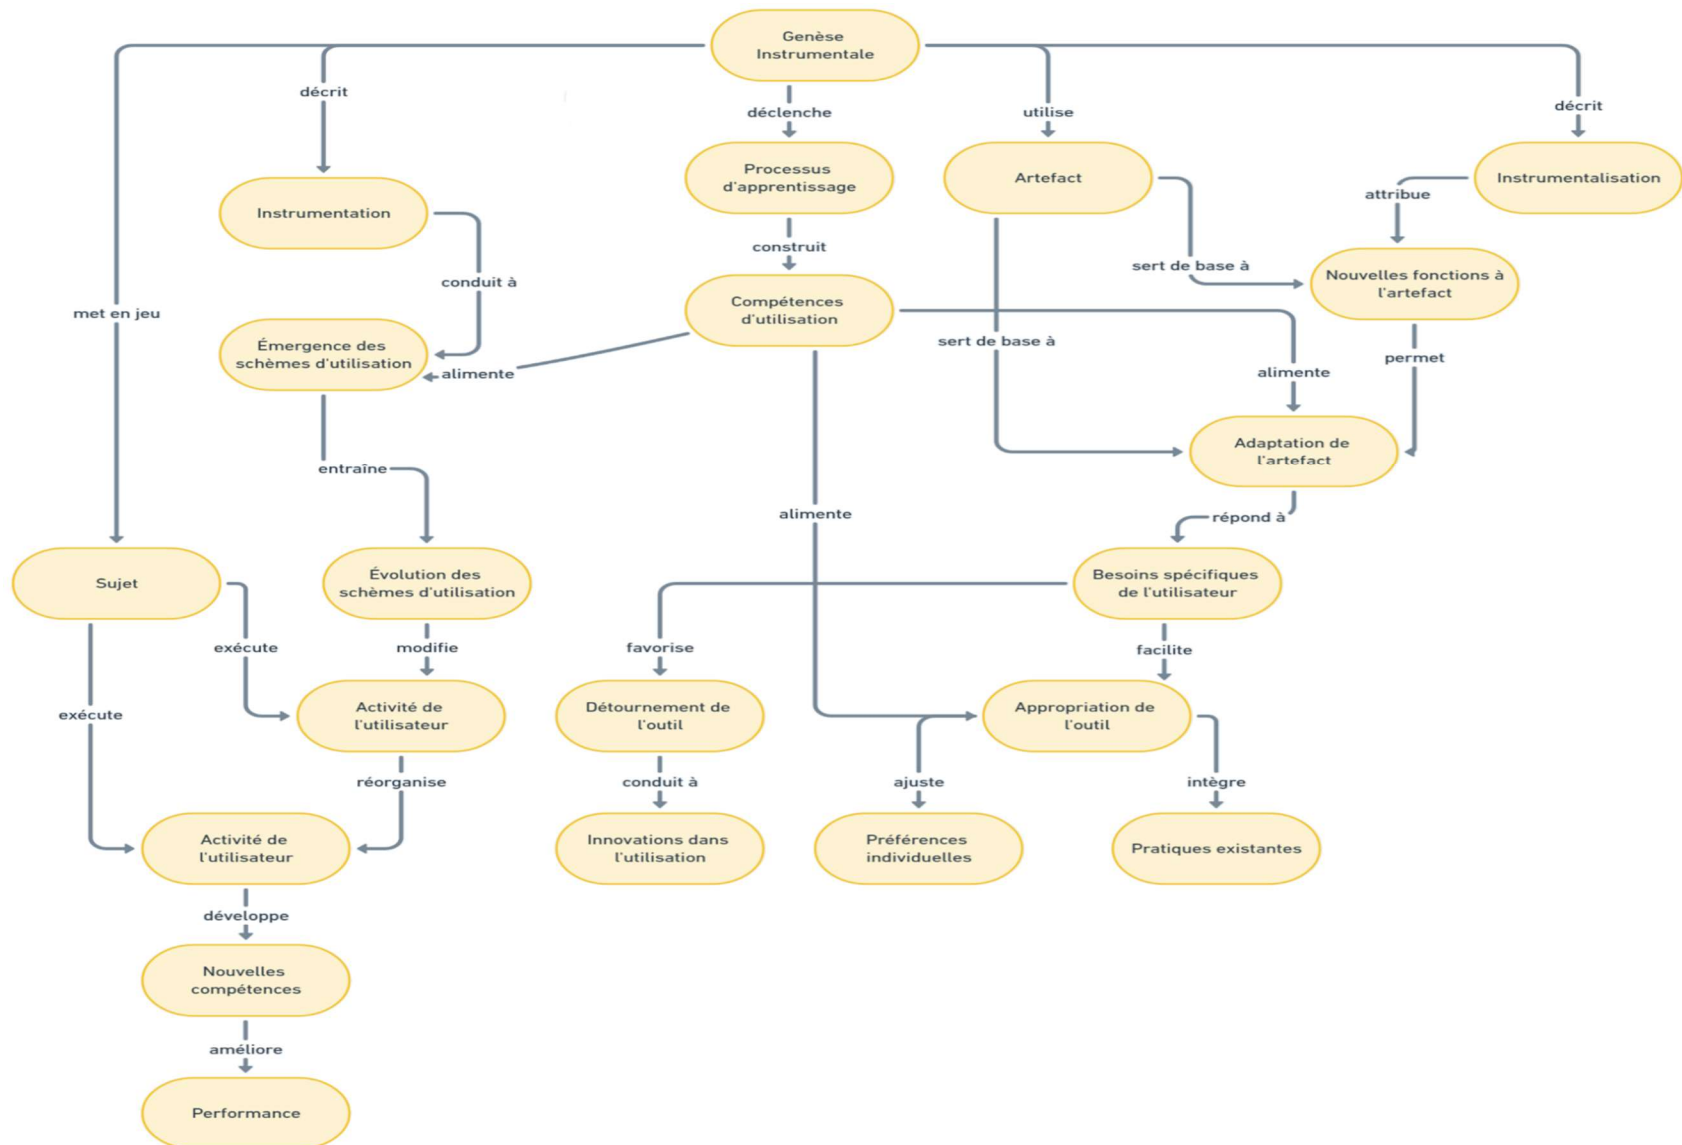 Genèse
Instrumentale
décrit
déclenche
utilise
décrit
Processus
d'apprentissage
Artefact
Instrumentalisation
Instrumentation
attribue
construit
sert de base à
Nouvelles fonctions à
l'artefact
conduit à
Compétences
d'utilisation
met en jeu
Émergence des
schèmes d'utilisation
alimente
sert de base à
alimente
permet
Adaptation de
l'artefact
entraîne
alimente
répond à
Sujet
Évolution des
schèmes d'utilisation
Besoins spécifiques
de l'utilisateur
exécute
modifie
favorise
facilite
exécute
Activité de
l'utilisateur
Détournement de
l'outil
Appropriation de
l'outil
réorganise
conduit à
ajuste
intègre
Activité de
l'utilisateur
Innovations dans
l'utilisation
Préférences
individuelles
Pratiques existantes
développe
Nouvelles
compétences
améliore
Performance